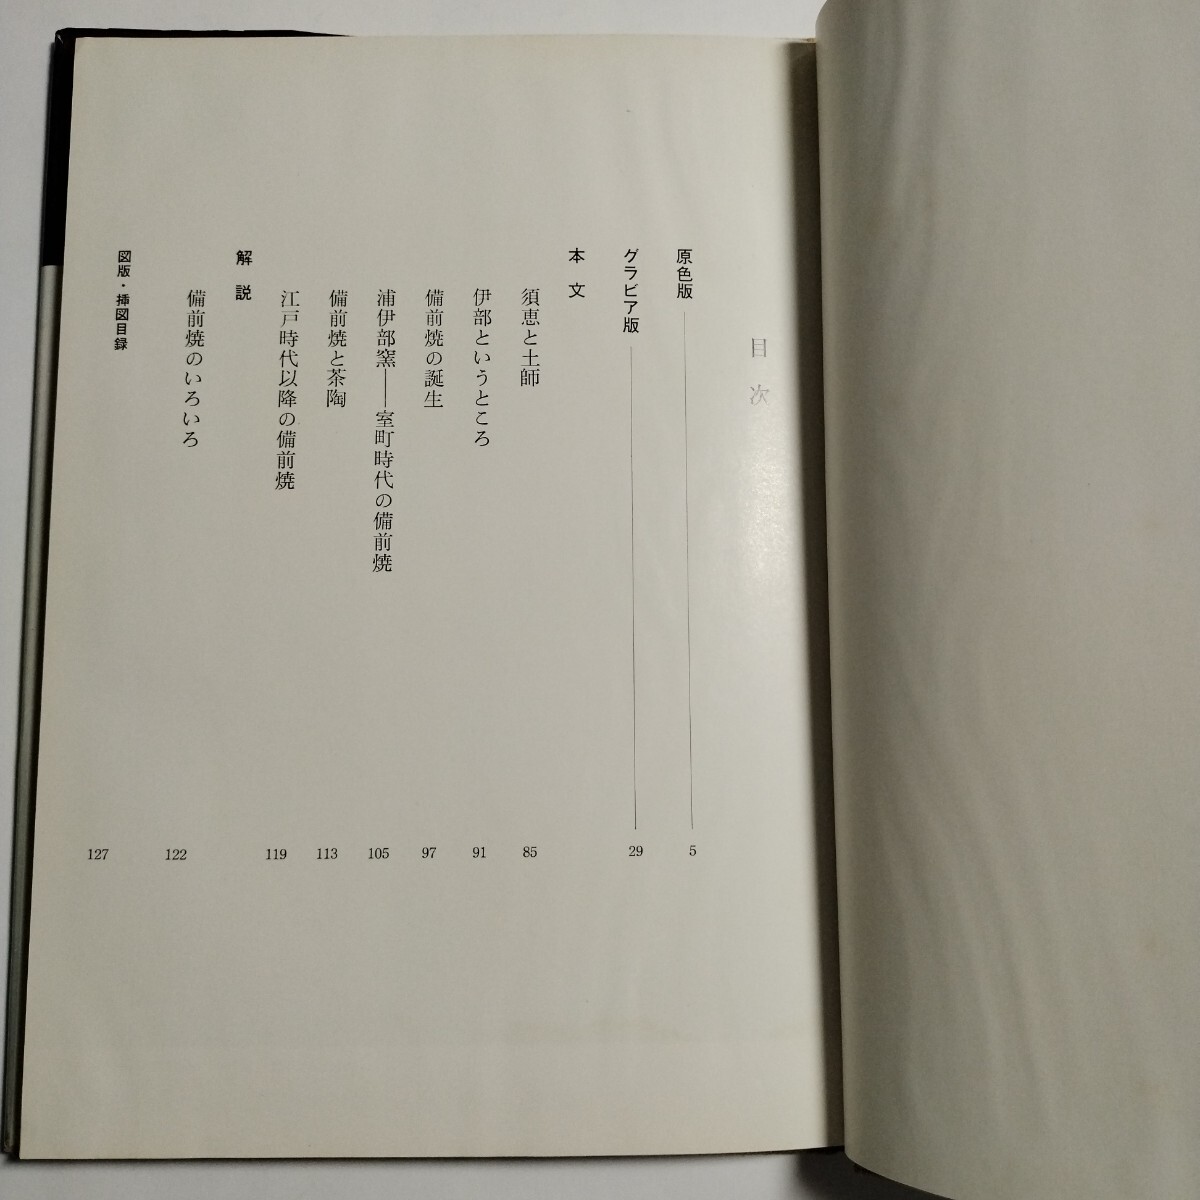 目次
原色版 5
グラビア版 29
本文
須恵と土師 85
伊部というところ 91
備前焼の誕生 97
浦伊部窯——室町時代の備前焼 105
備前焼と茶陶 113
江戸時代以降の備前焼 119
解説
備前焼のいろいろ 122
図版・挿図目録 127